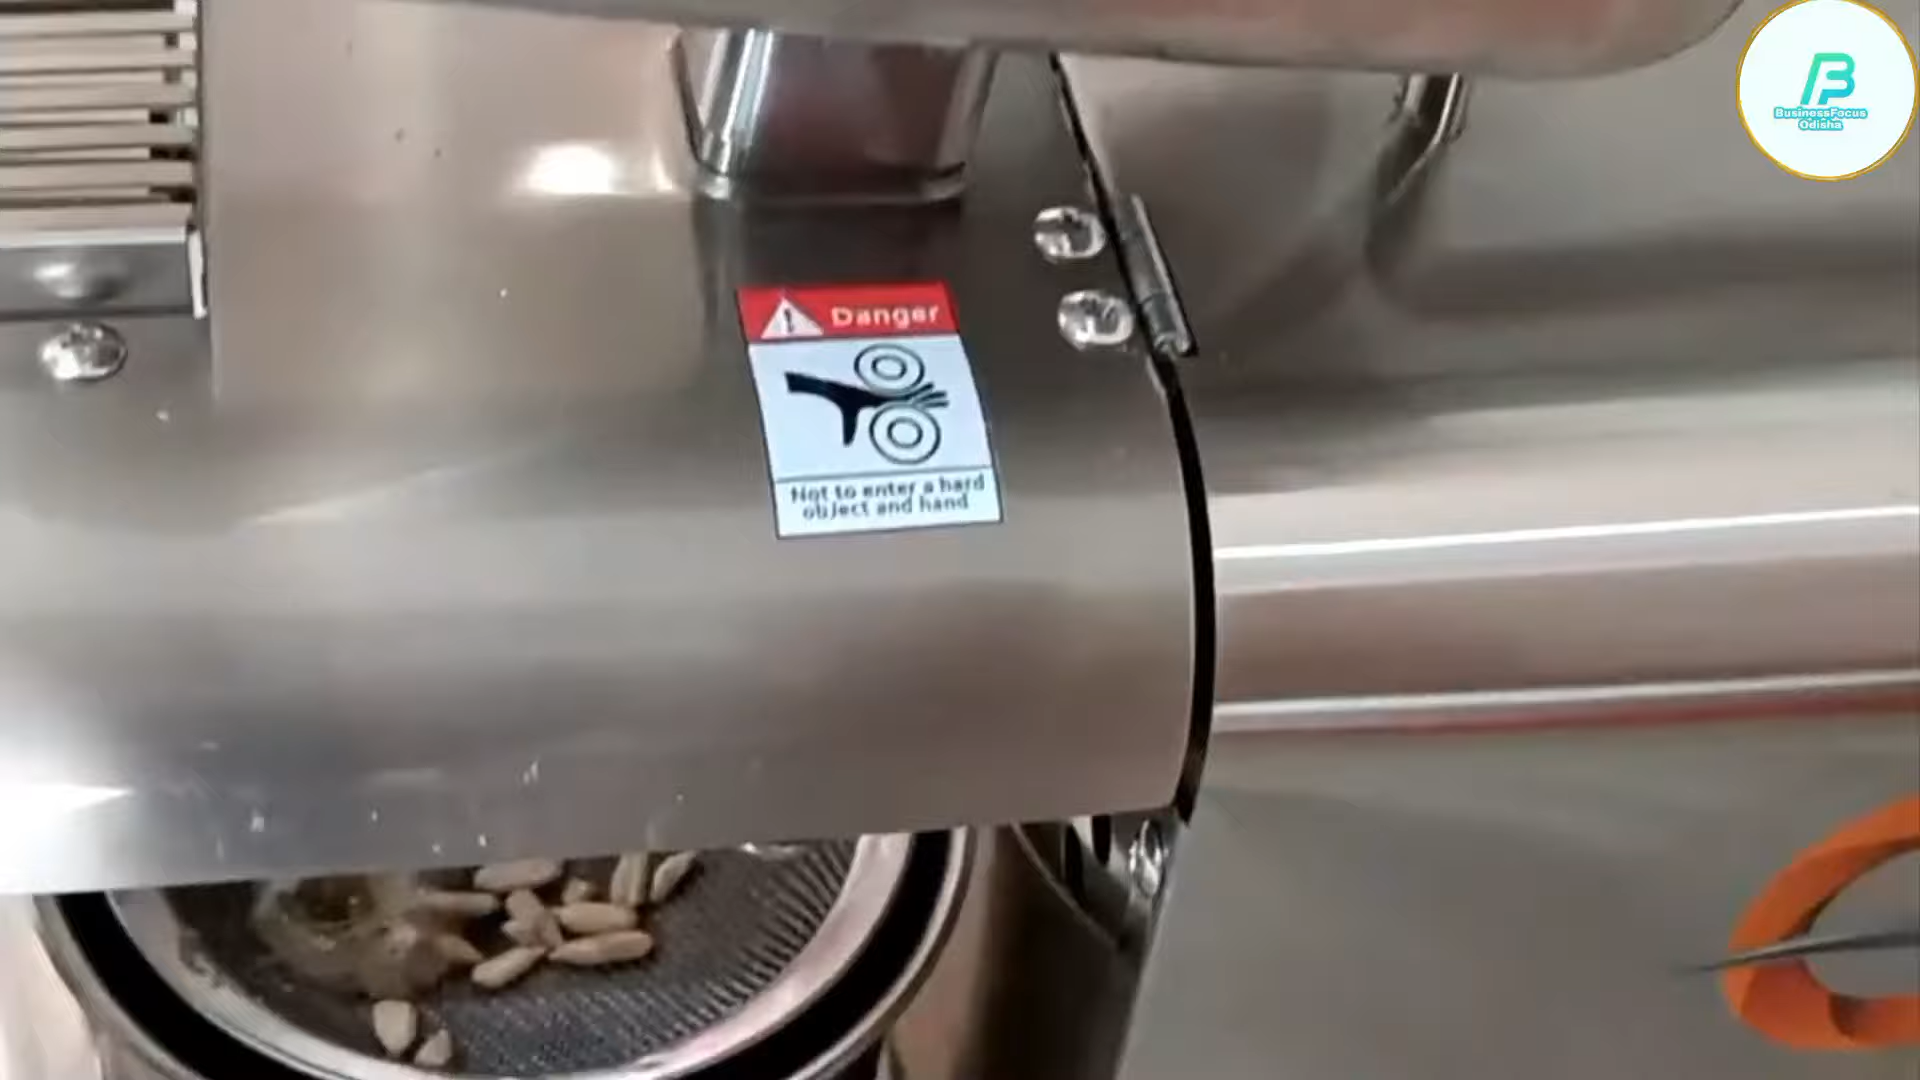 BusinessFocus
Odisha
Danger
Not to enter a hard
object and hand